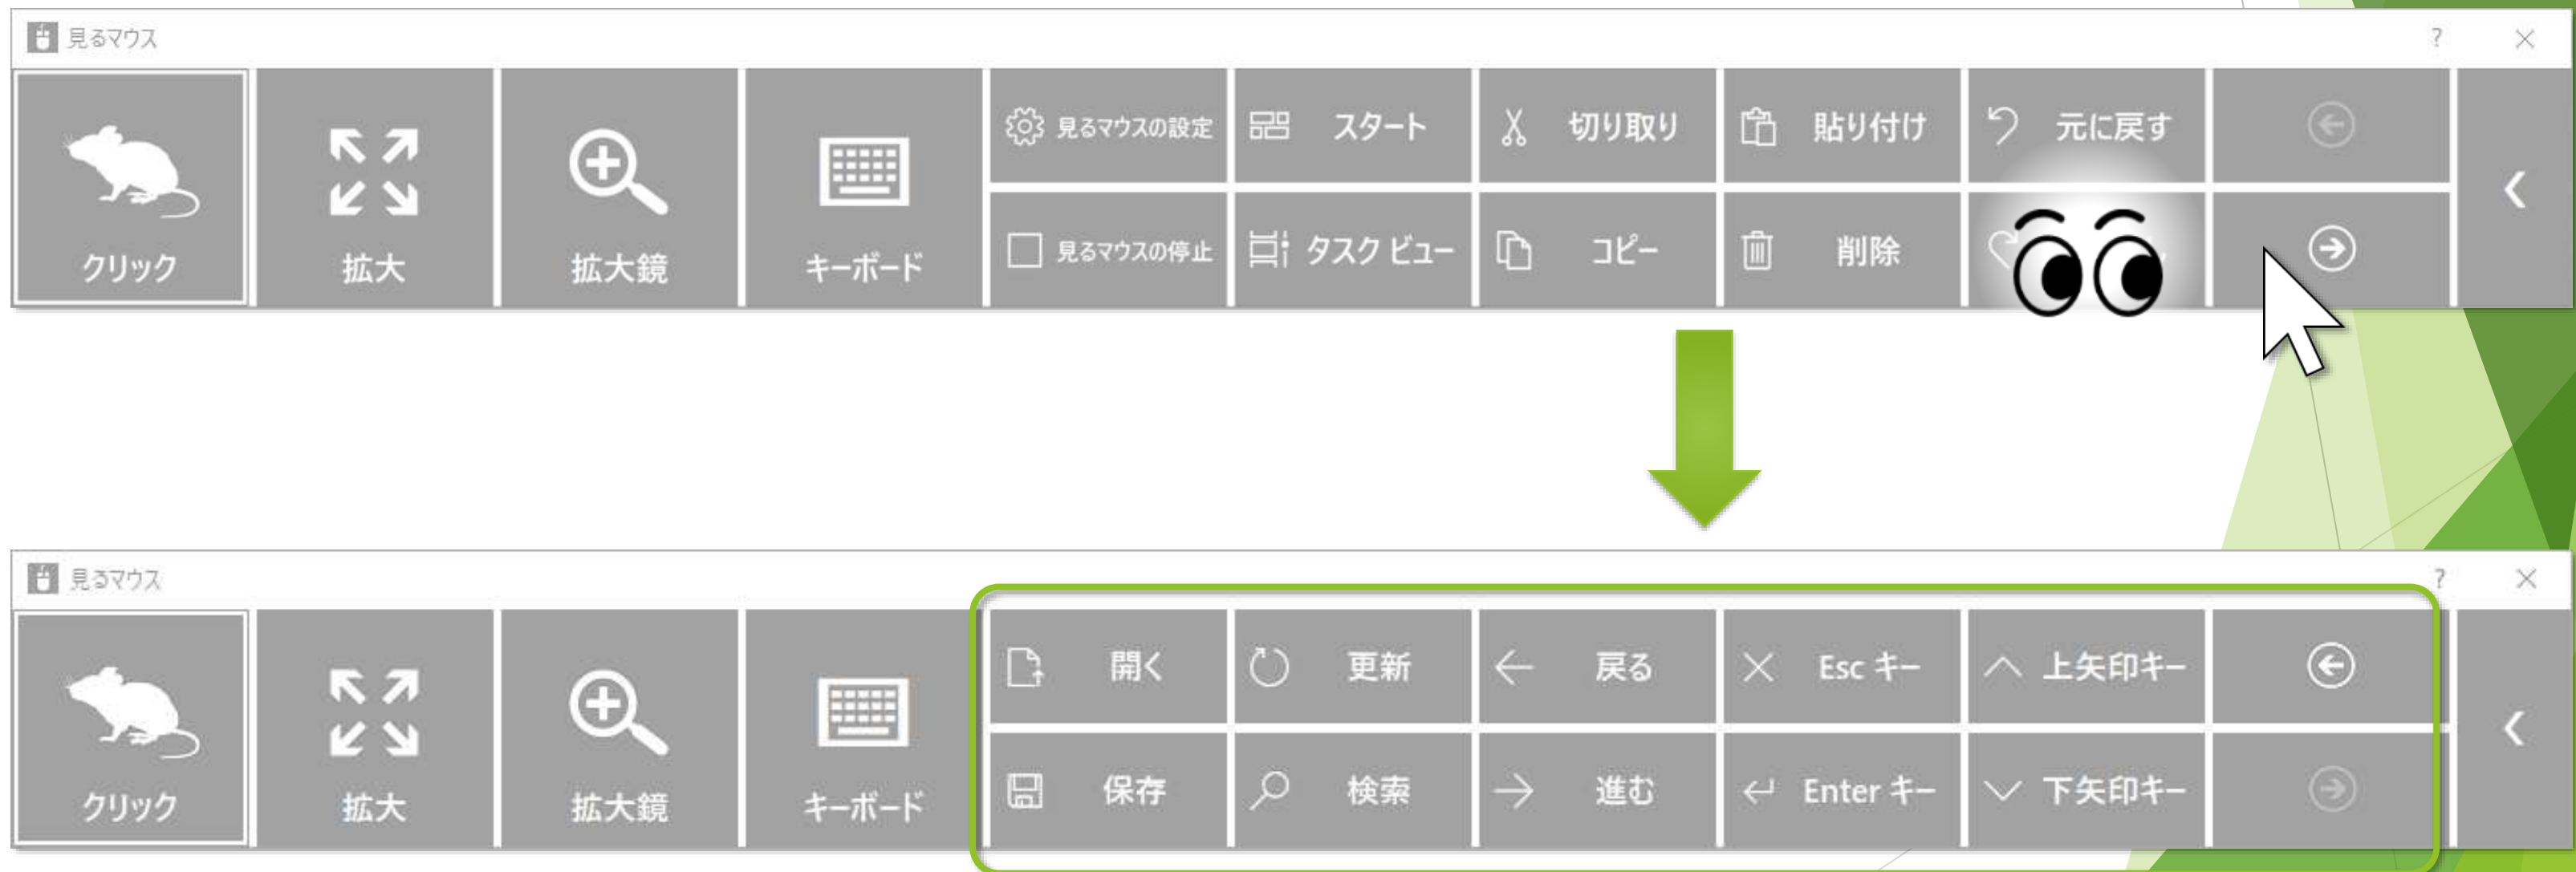 見るマウス
?
クリック
拡大
拡大鏡
キーボード
見るマウスの設定
スタート
切り取り
貼り付け
元に戻す
見るマウスの停止
タスク ビュー
コピー
削除
見るマウス
?
クリック
拡大
拡大鏡
キーボード
開く
更新
戻る
Esc キー
上矢印キー
保存
検索
進む
Enter キー
下矢印キー